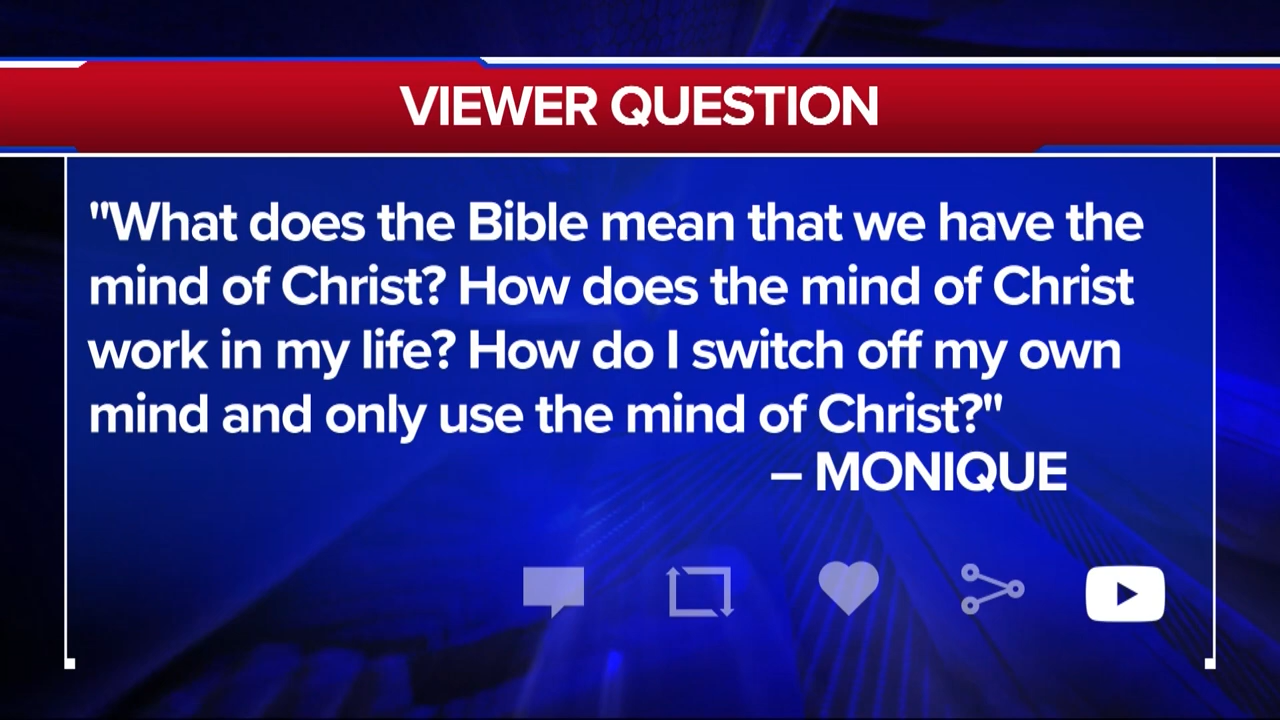 VIEWER QUESTION
"What does the Bible mean that we have the
mind of Christ? How does the mind of Christ
work in my life? How do I switch off my own
mind and only use the mind of Christ?"
– MONIQUE